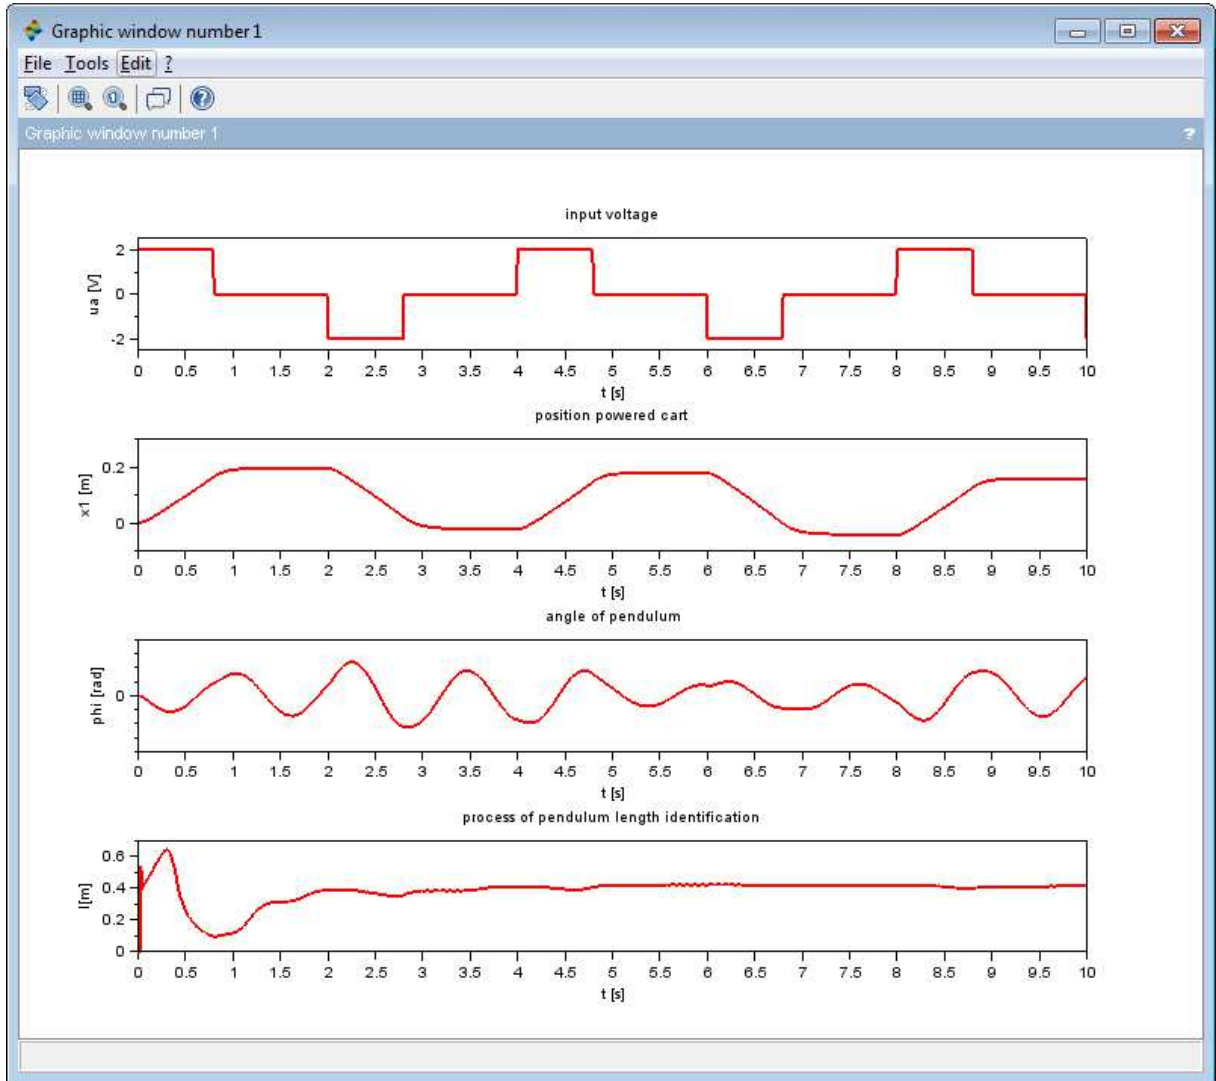 Graphic window number 1
File Tools Edit ?
Graphic window number 1 ?
input voltage
ua [V]
2
0
-2
0 0.5 1 1.5 2 2.5 3 3.5 4 4.5 5 5.5 6 6.5 7 7.5 8 8.5 9 9.5 10
t [s]
position powered cart
x1 [m]
0.2
0
0 0.5 1 1.5 2 2.5 3 3.5 4 4.5 5 5.5 6 6.5 7 7.5 8 8.5 9 9.5 10
t [s]
angle of pendulum
phi [rad]
0
0 0.5 1 1.5 2 2.5 3 3.5 4 4.5 5 5.5 6 6.5 7 7.5 8 8.5 9 9.5 10
t [s]
process of pendulum length identification
l[m]
0.6
0.4
0.2
0
0 0.5 1 1.5 2 2.5 3 3.5 4 4.5 5 5.5 6 6.5 7 7.5 8 8.5 9 9.5 10
t [s]